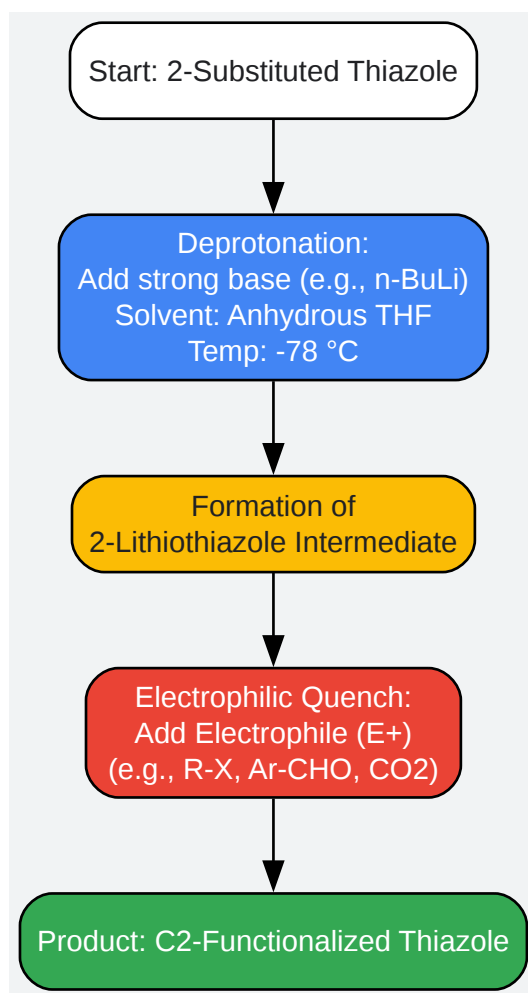 Start: 2-Substituted Thiazole
Deprotonation:
Add strong base (e.g., n-BuLi)
Solvent: Anhydrous THF
Temp: -78 °C
Formation of
2-Lithiothiazole Intermediate
Electrophilic Quench:
Add Electrophile (E+)
(e.g., R-X, Ar-CHO, CO2)
Product: C2-Functionalized Thiazole